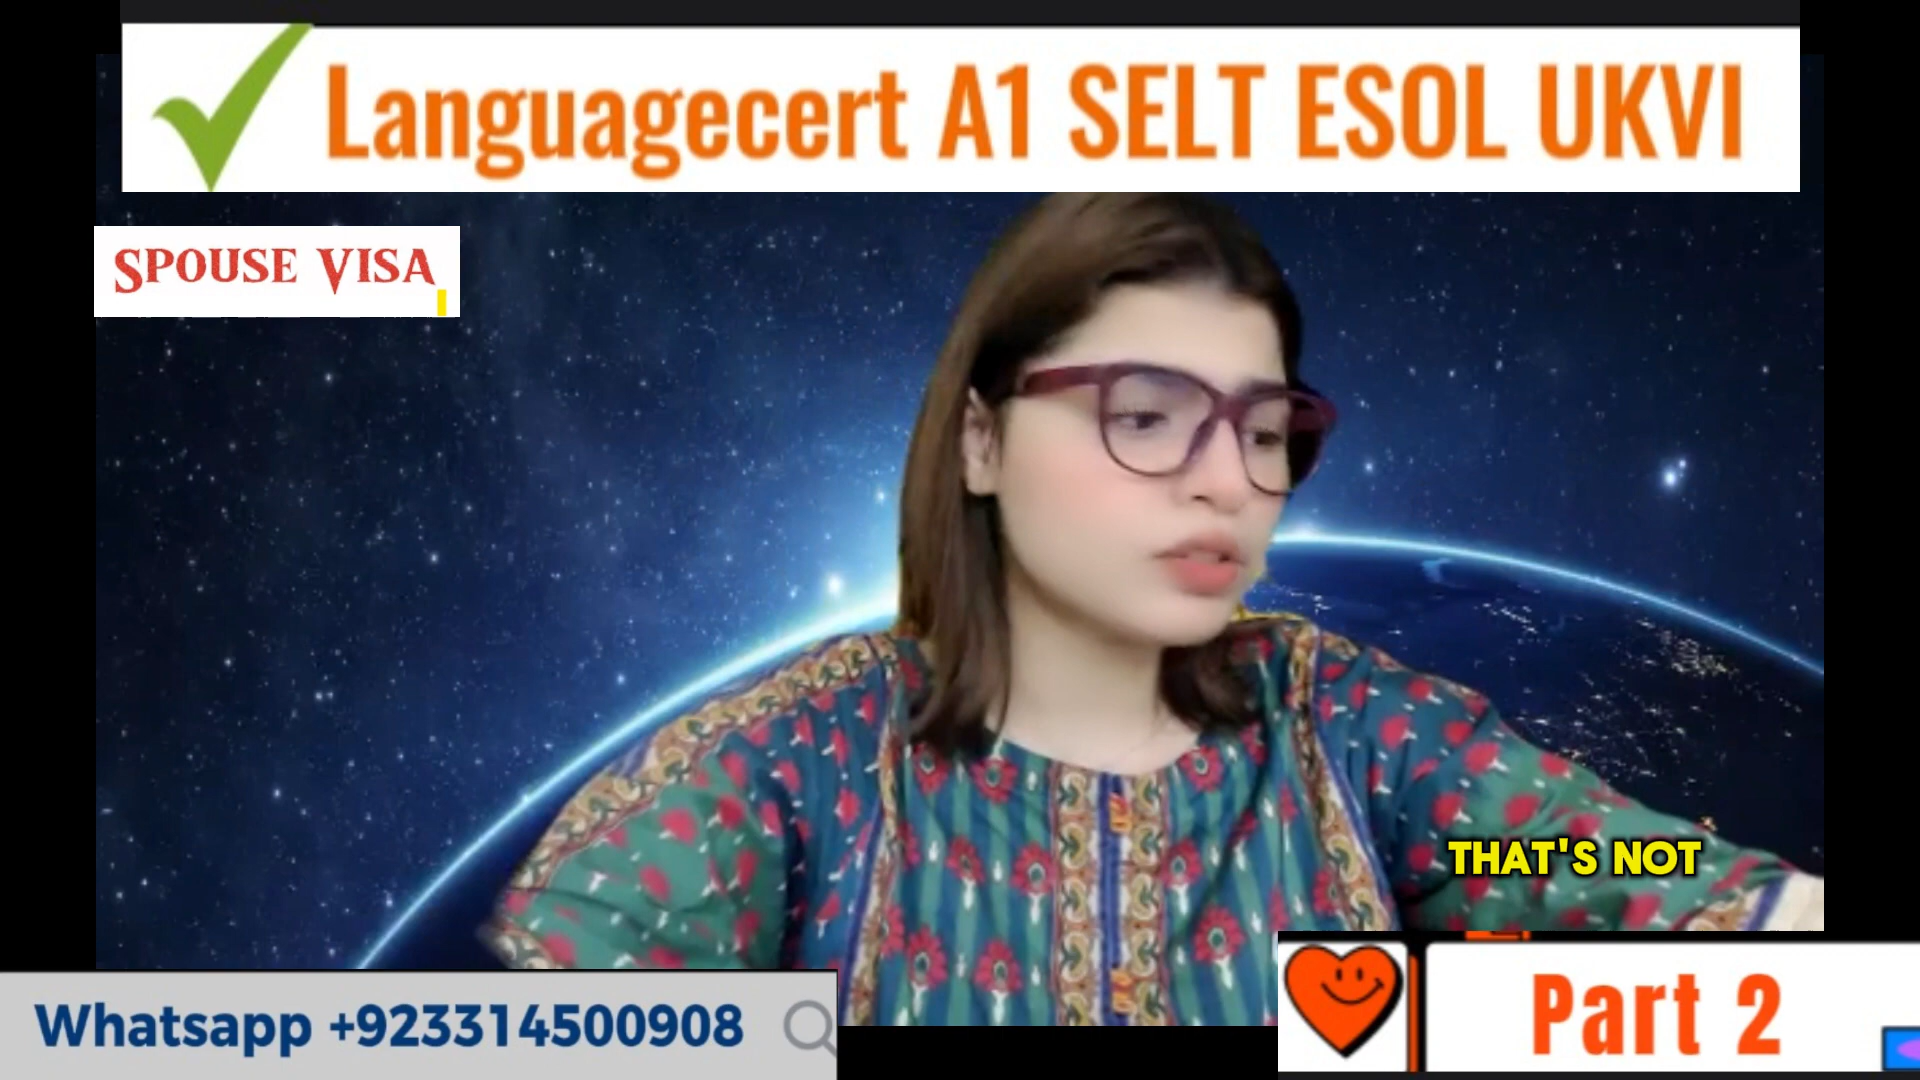 Languagecert A1 SELT ESOL UKVI
SPOUSE VISA
THAT'S NOT
Whatsapp +923314500908
Part 2